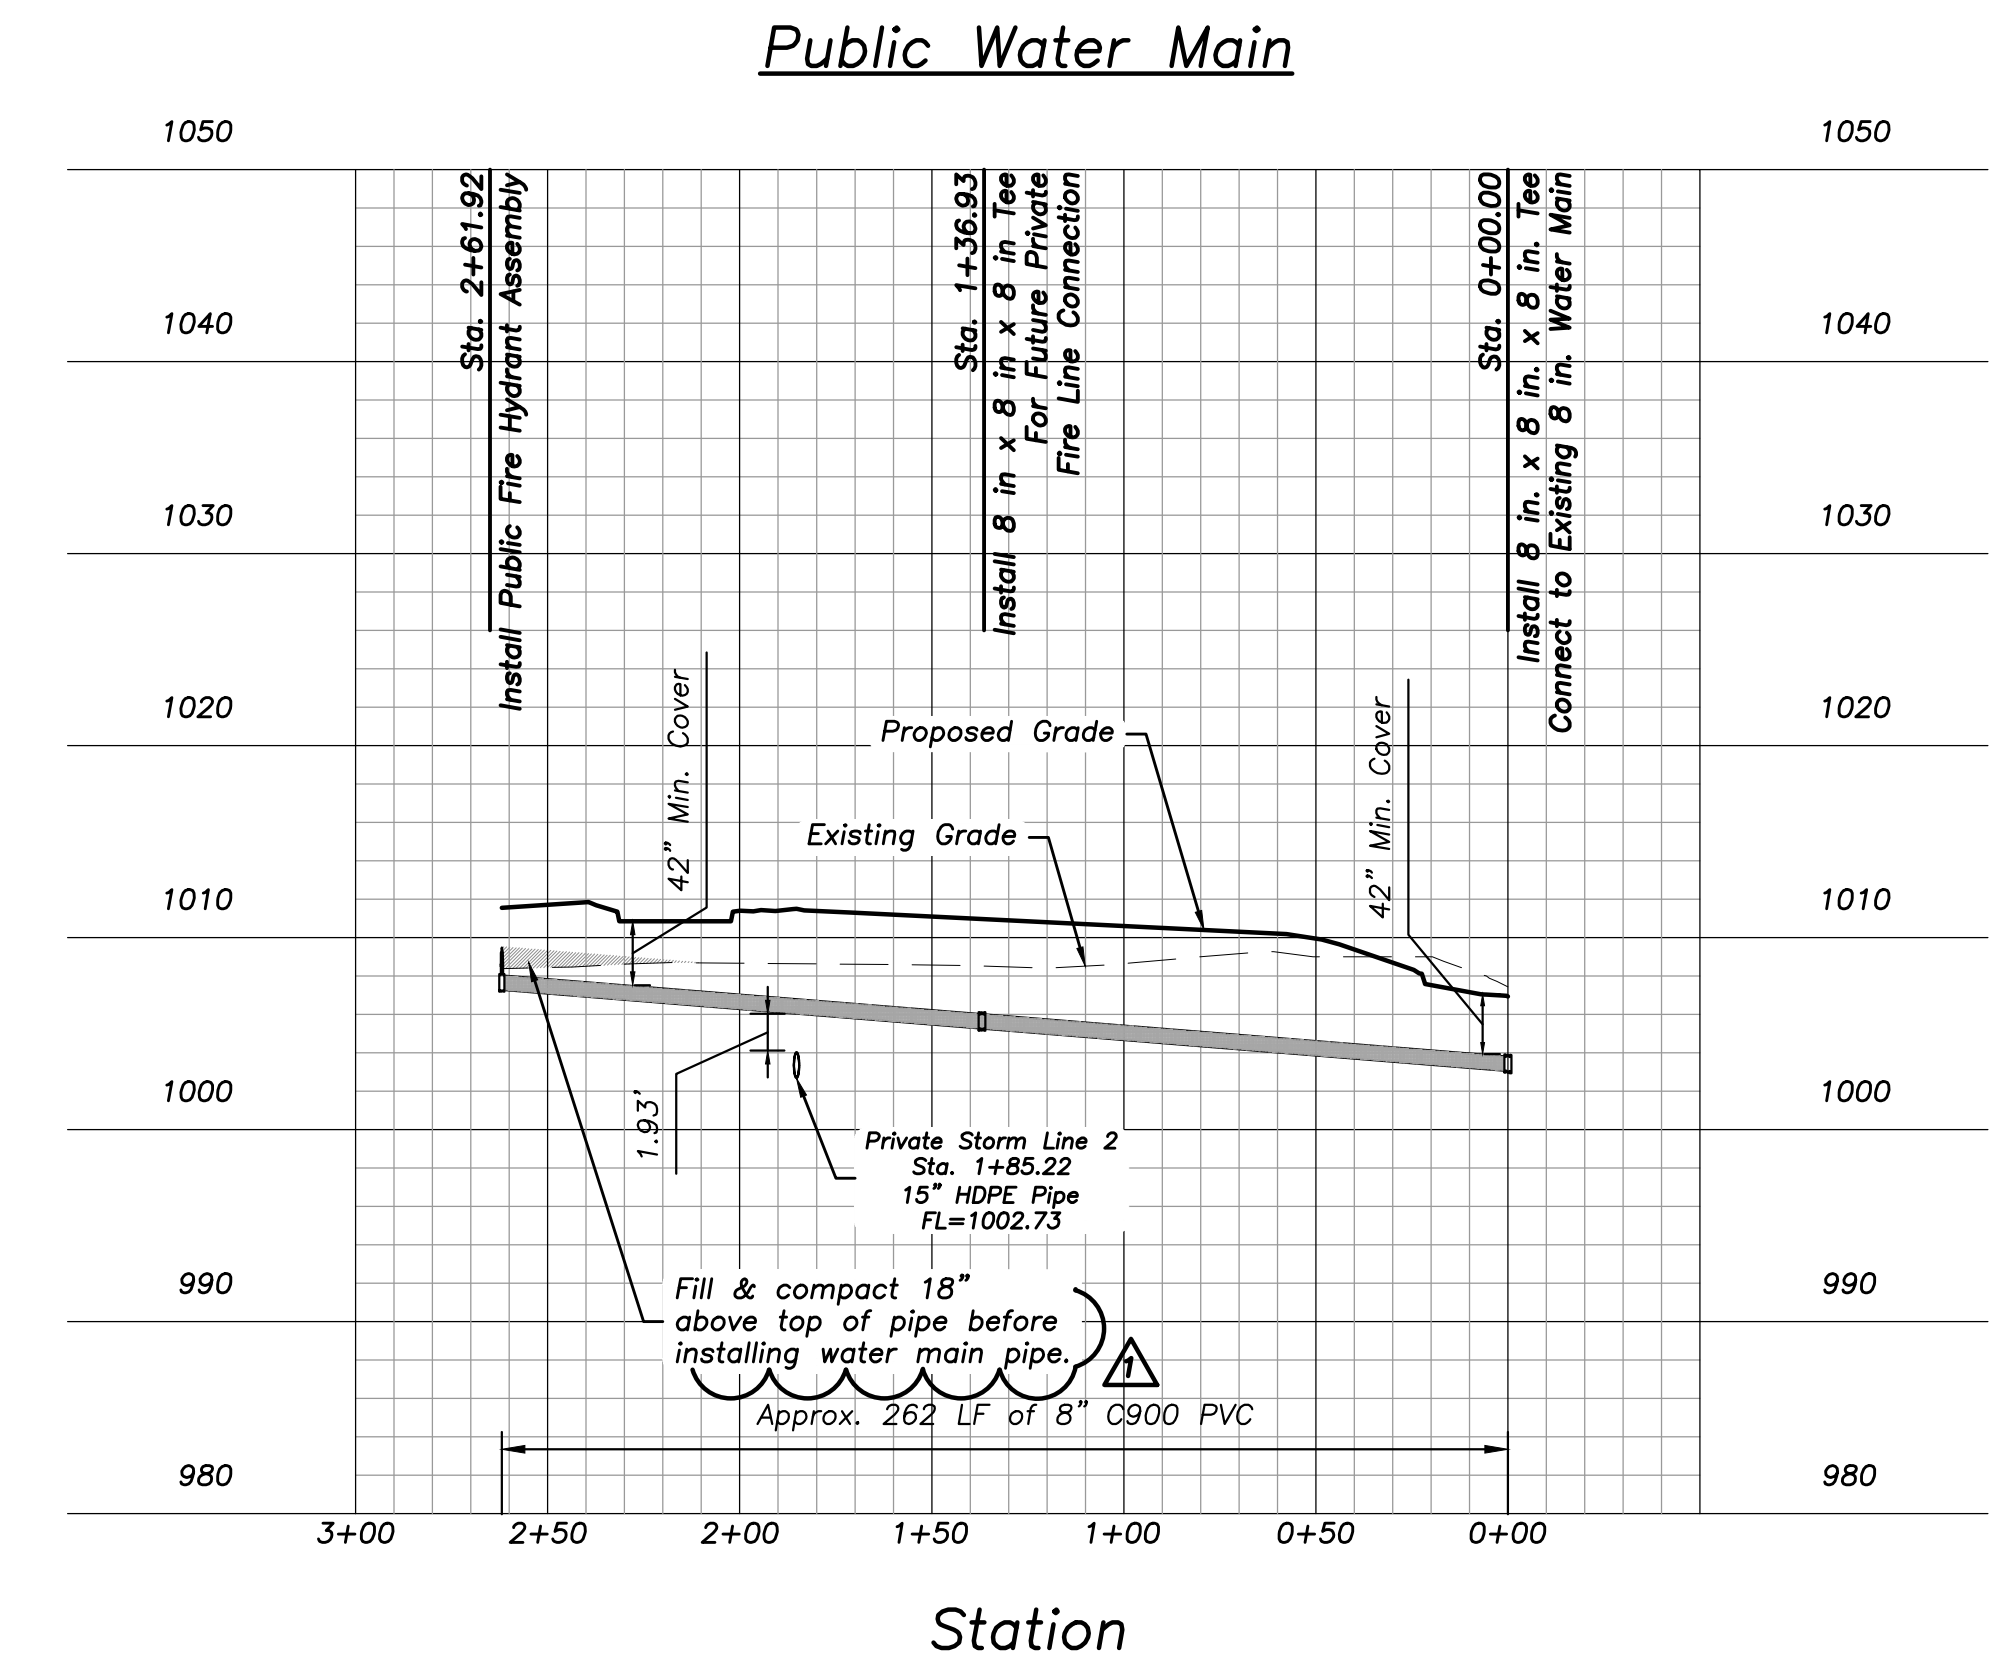 Public Water Main
1050
1050
Sta. 2+61.92
Install Public Fire Hydrant Assembly
Sta. 1+36.93
Install 8 in x 8 in x 8 in Tee
For Future Private
Fire Line Connection
Sta. 0+00.00
Install 8 in. x 8 in. x 8 in. Tee
Connect to Existing 8 in. Water Main
1040
1040
1030
1030
1020
1020
42” Min. Cover
Proposed Grade
42” Min. Cover
Existing Grade
1010
1010
1000
1000
1.93’
Private Storm Line 2
Sta. 1+85.22
15” HDPE Pipe
FL=1002.73
990
990
Fill & compact 18”
above top of pipe before
installing water main pipe.
1
Approx. 262 LF of 8” C900 PVC
980
980
3+00 2+50 2+00 1+50 1+00 0+50 0+00
Station